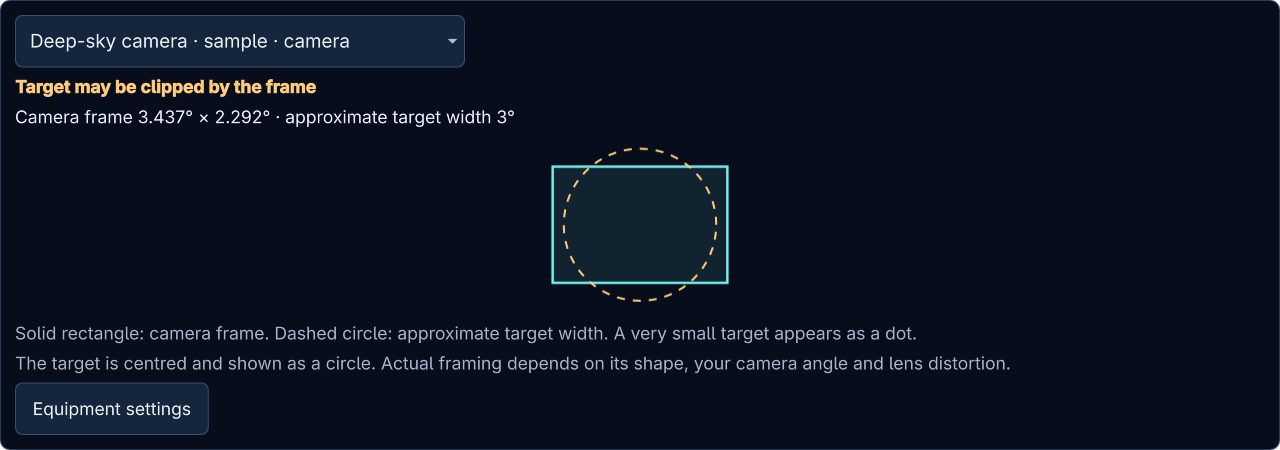 Deep-sky camera · sample · camera
Target may be clipped by the frame
Camera frame 3.437° × 2.292° · approximate target width 3°
Solid rectangle: camera frame. Dashed circle: approximate target width. A very small target appears as a dot.
The target is centred and shown as a circle. Actual framing depends on its shape, your camera angle and lens distortion.
Equipment settings